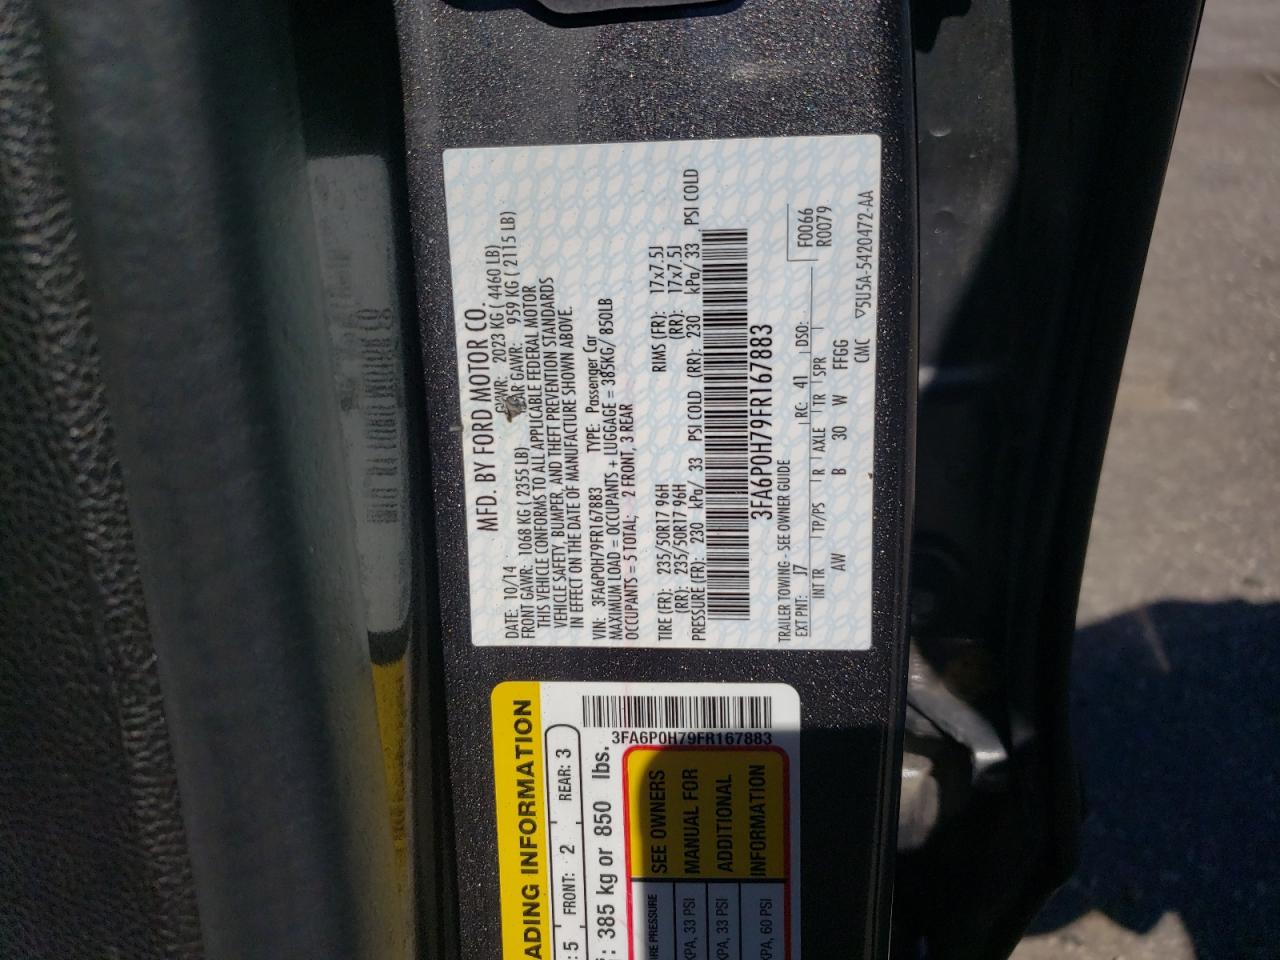 MFD. BY FORD MOTOR CO.
DATE: 10/14 GVWR: 2023 KG ( 4460 LB)
FRONT GAWR: 1068 KG ( 2355 LB) REAR GAWR: 959 KG ( 2115 LB)
THIS VEHICLE CONFORMS TO ALL APPLICABLE FEDERAL MOTOR
VEHICLE SAFETY, BUMPER, AND THEFT PREVENTION STANDARDS
IN EFFECT ON THE DATE OF MANUFACTURE SHOWN ABOVE.
VIN: 3FA6P0H79FR167883 TYPE: Passenger Car
MAXIMUM LOAD = OCCUPANTS + LUGGAGE = 385KG/ 850LB
OCCUPANTS = 5 TOTAL; 2 FRONT, 3 REAR
TIRE (FR): 235/50R17 96H RIMS (FR): 17x7.5J
(RR): 235/50R17 96H (RR): 17x7.5J
PRESSURE (FR): 230 kPa/ 33 PSI COLD (RR): 230 kPa/ 33 PSI COLD
3FA6P0H79FR167883
TRAILER TOWING - SEE OWNER GUIDE
EXT PNT: J7 RC: 41 DSO: F0066
INT TR TP/PS R AXLE TR SPR R0079
AW B 30 W FFGG
CMC ▽5U5A-5420472-AA
ADING INFORMATION
: 5 FRONT: 2 REAR: 3
: 385 kg or 850 lbs.
3FA6P0H79FR167883
SEE OWNERS
MANUAL FOR
ADDITIONAL
INFORMATION
PRESSURE
KPA, 33 PSI
KPA, 33 PSI
KPA, 60 PSI